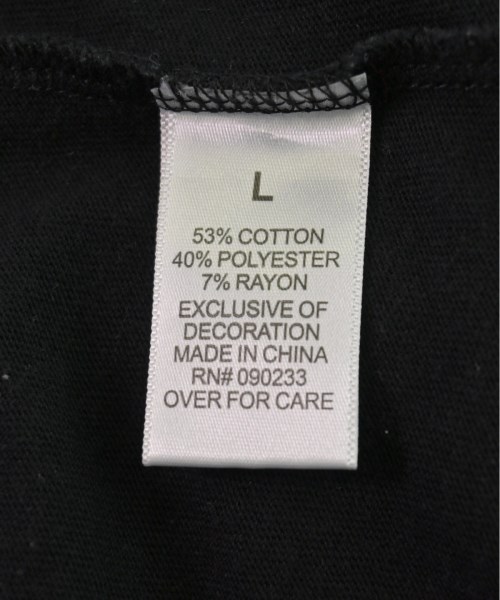 L
53% COTTON
40% POLYESTER
7% RAYON
EXCLUSIVE OF
DECORATION
MADE IN CHINA
RN# 090233
OVER FOR CARE